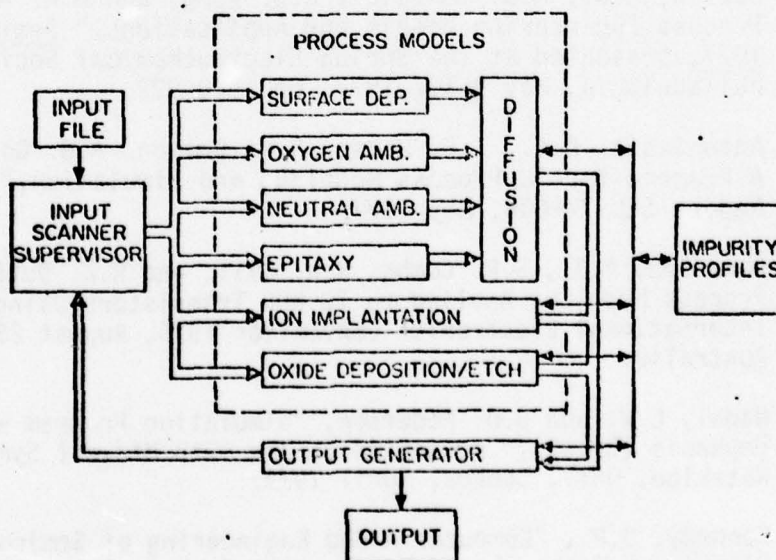 PROCESS MODELS
INPUT
FILE
INPUT
SCANNER
SUPERVISOR
SURFACE DEP.
OXYGEN AMB.
NEUTRAL AMB.
EPITAXY
DIFFUSION
ION IMPLANTATION
OXIDE DEPOSITION/ETCH
OUTPUT GENERATOR
OUTPUT
IMPURITY
PROFILES